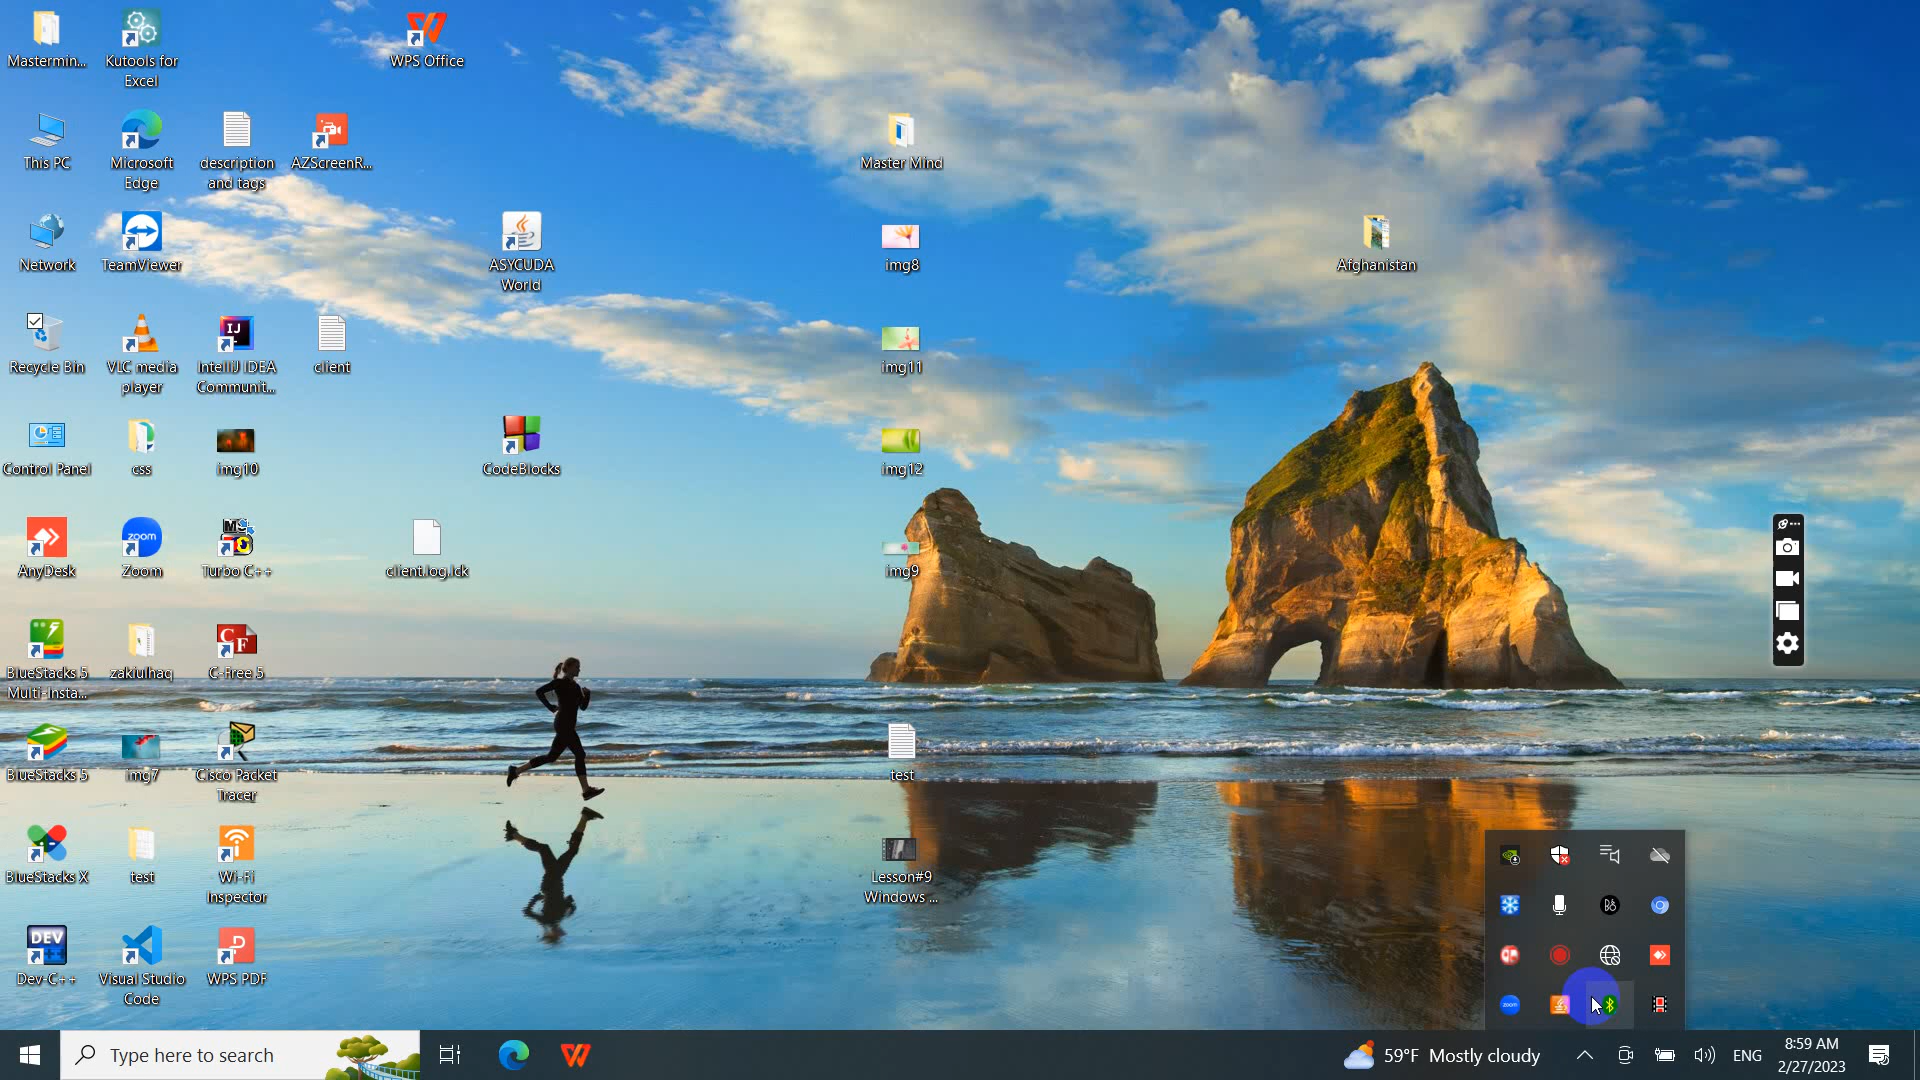 Mastermin...
Kutools for
Excel
WPS Office
This PC
Microsoft
Edge
description
and tags
AZScreenR...
Master Mind
Network
TeamViewer
ASYCUDA
World
img8
Afghanistan
Recycle Bin
VLC media
player
IJ
IntelliJ IDEA
Communit...
client
img11
Control Panel
css
img10
CodeBlocks
img12
AnyDesk
zoom
Zoom
Turbo C++
client.log.lck
img9
BlueStacks 5
Multi-Insta...
zakiulhaq
C-Free 5
BlueStacks 5
img7
Cisco Packet
Tracer
test
BlueStacks X
test
Wi-Fi
Inspector
Lesson#9
Windows ...
DEV
Dev-C++
Visual Studio
Code
WPS PDF
zoom
Type here to search
59°F Mostly cloudy
ENG
8:59 AM
2/27/2023